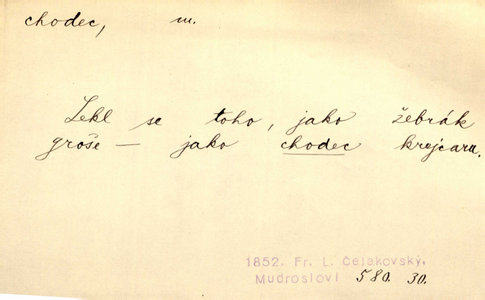 chodec, m.
Lekl se toho, jako žebrák
groše — jako chodec krejcaru.
1852. Fr. L. Čelakovský,
Mudrosloví 580. 30.